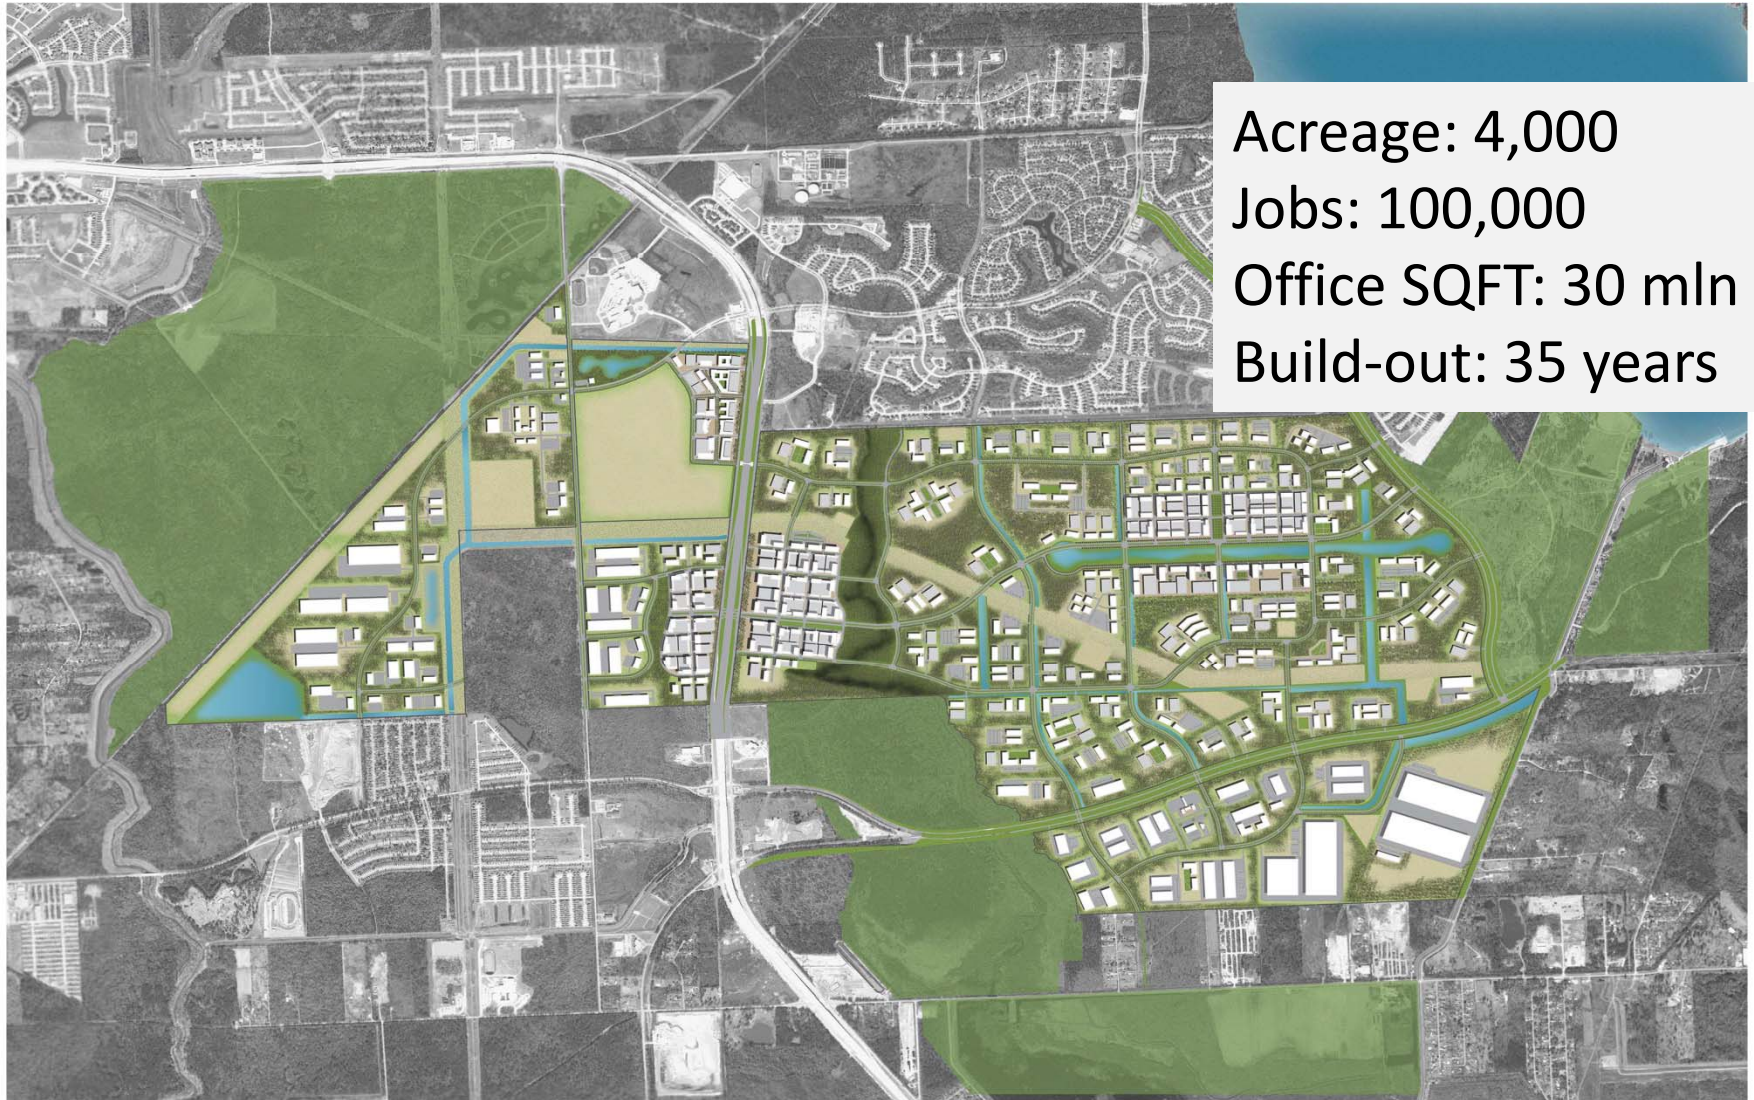 Acreage: 4,000
Jobs: 100,000
Office SQFT: 30 mln
Build-out: 35 years